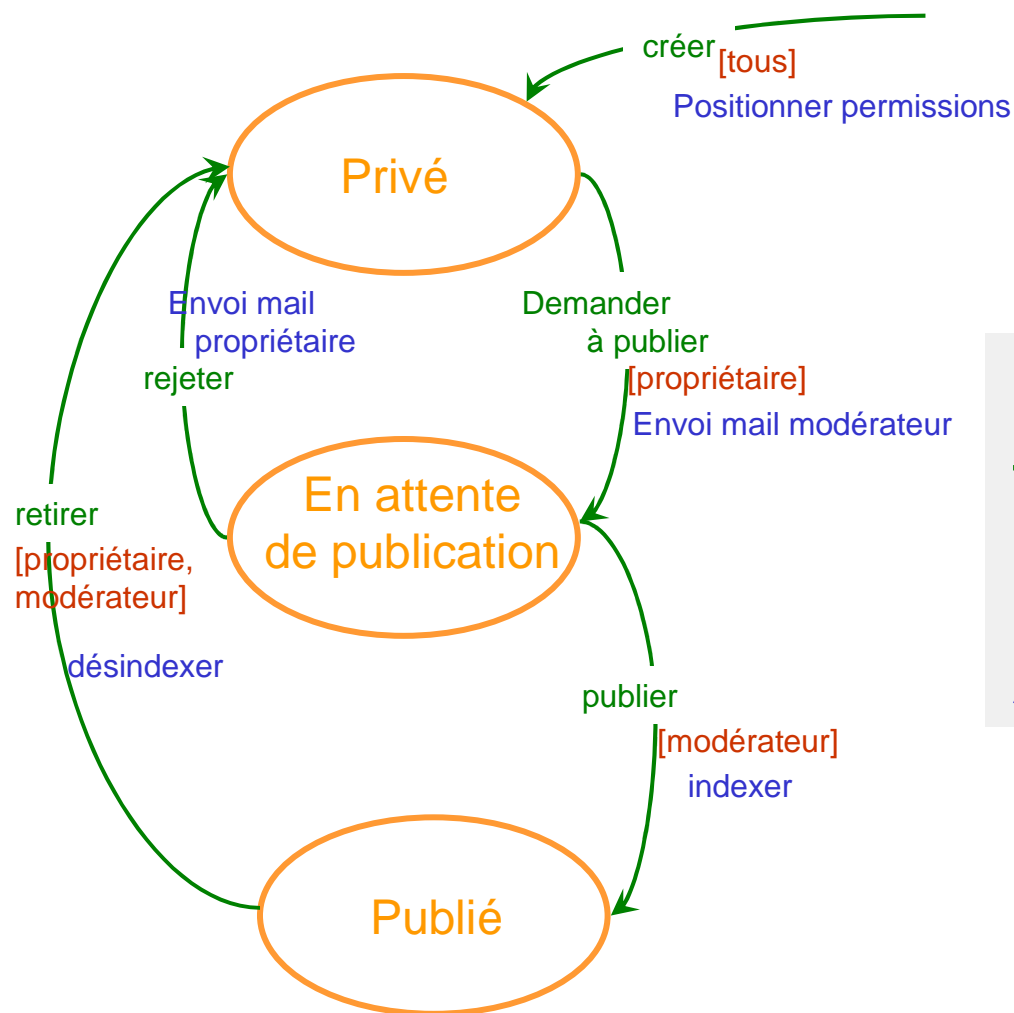 créer
[tous]
Positionner permissions
Privé
Envoi mail
propriétaire
rejeter
Demander
à publier
[propriétaire]
Envoi mail modérateur
En attente
de publication
retirer
[propriétaire,
modérateur]
désindexer
publier
[modérateur]
indexer
Publié